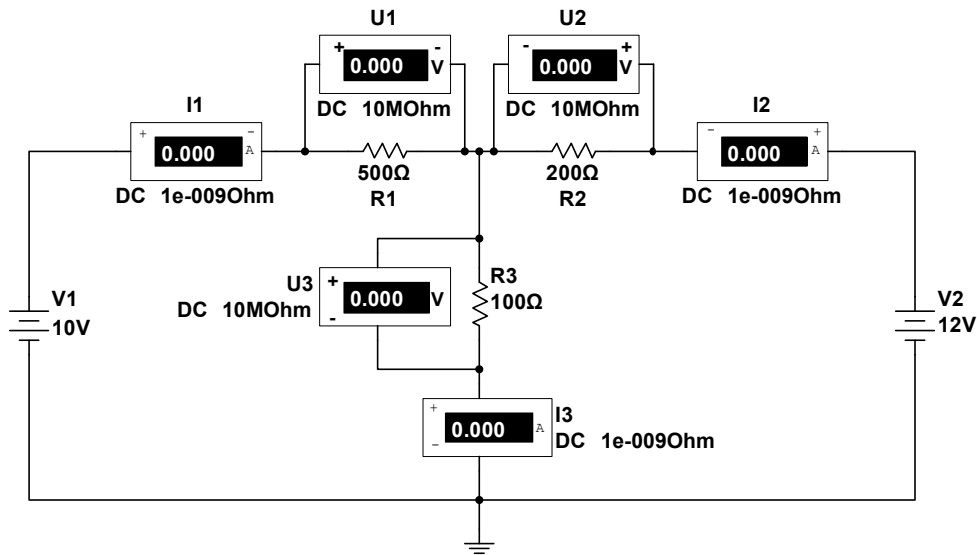 U1
U2
+ -
0.000 V
- +
0.000 V
DC 10MOhm
DC 10MOhm
I1
I2
+ -
0.000 A
- +
0.000 A
DC 1e-009Ohm
DC 1e-009Ohm
500Ω
R1
200Ω
R2
U3
DC 10MOhm
+
0.000 V
-
R3
100Ω
V1
10V
V2
12V
+
0.000 A
-
I3
DC 1e-009Ohm